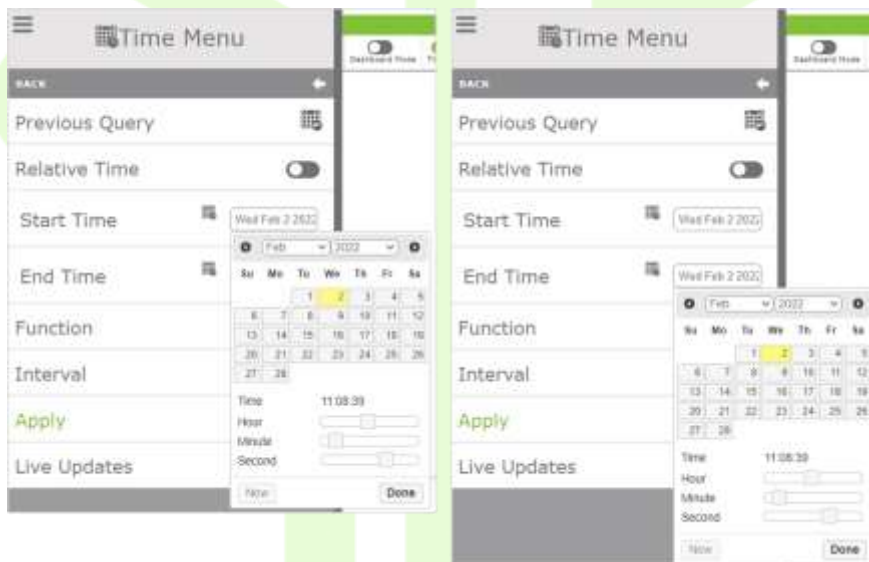 Time Menu
BACK
Dashboard Mode
Previous Query
Relative Time
Start Time
Wed Feb 2 2022
Feb 2022
Su Mo Tu We Th Fr Sa
End Time
1 2 3 4 5
6 7 8 9 10 11 12
Function
13 14 15 16 17 18 19
20 21 22 23 24 25 26
Interval
27 28
Time 11:08:39
Apply
Hour
Minute
Live Updates
Second
Now Done
Time Menu
BACK
Dashboard Mode
Previous Query
Relative Time
Start Time
Wed Feb 2 2022
End Time
Wed Feb 2 2022
Feb 2022
Function
Su Mo Tu We Th Fr Sa
1 2 3 4 5
Interval
6 7 8 9 10 11 12
13 14 15 16 17 18 19
Apply
20 21 22 23 24 25 26
27 28
Live Updates
Time 11:08:39
Hour
Minute
Second
Now Done